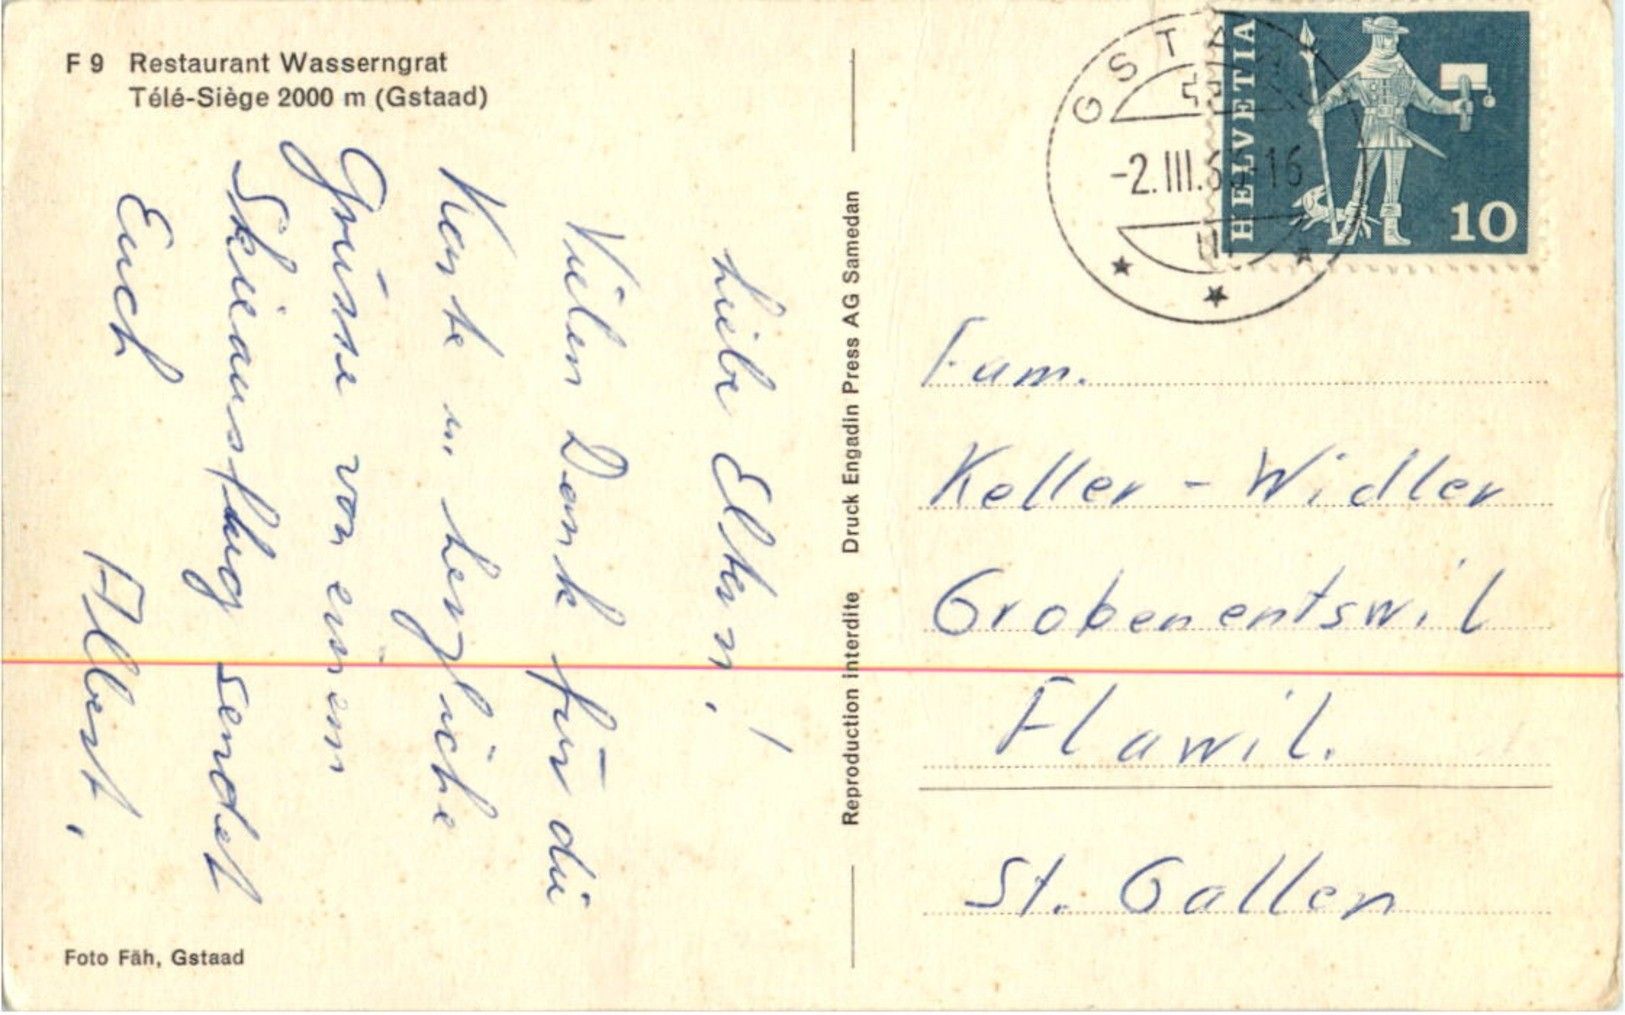 F 9 Restaurant Wasserngrat
Télé-Siège 2000 m (Gstaad)
Liebe Eltern!
Vielen Dank für die
Karte u. herzliche
Grüsse von einem
Skiausflug sendet
Euch Albert.
Foto Fäh, Gstaad
Reproduction interdite Druck Engadin Press AG Samedan
GSTAAD
-2.III.6 -16
HELVETIA
10
Fam.
Keller - Widler
Grobenentswil
Flawil.
St. Gallen